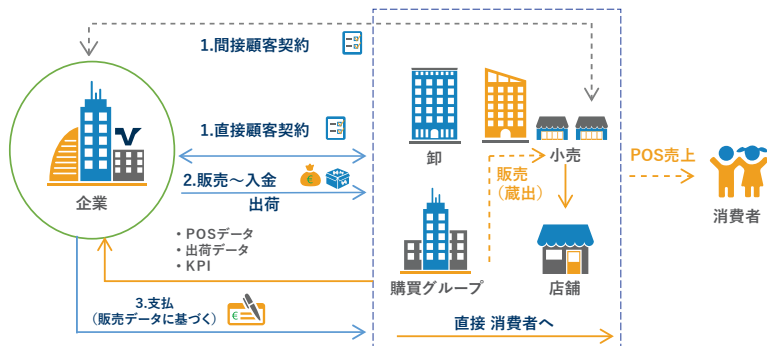 1.間接顧客契約
1.直接顧客契約
2.販売～入金
出荷
企業
・POSデータ
・出荷データ
・KPI
3.支払
（販売データに基づく）
卸
小売
販売
（蔵出）
購買グループ
店舗
直接 消費者へ
POS売上
消費者